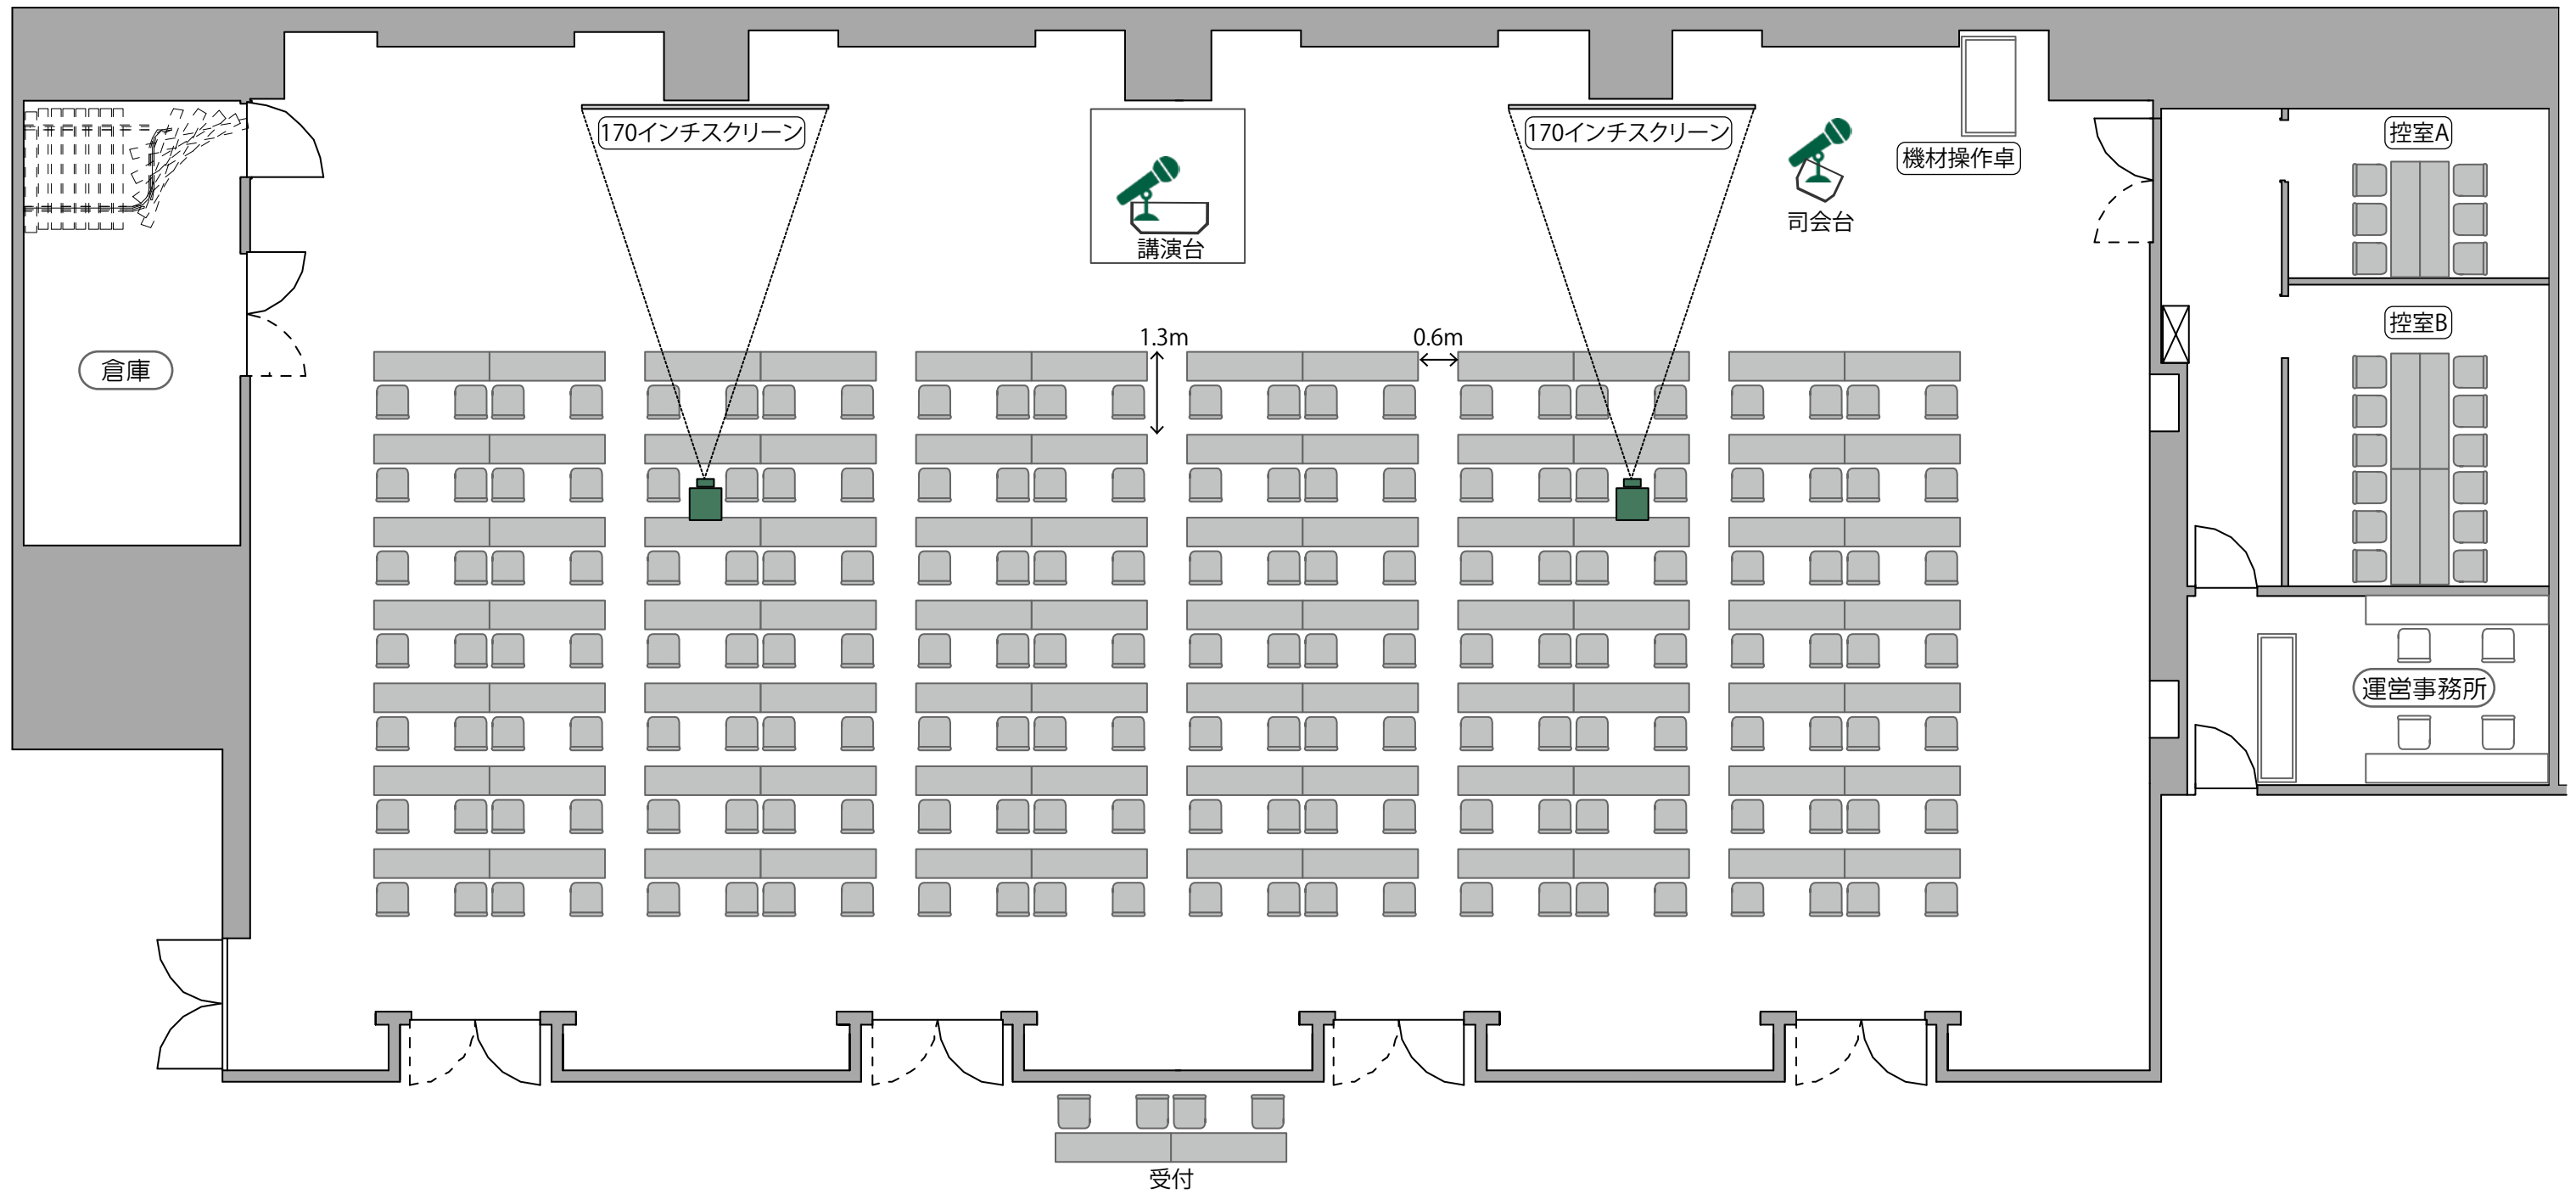 170インチスクリーン
170インチスクリーン
機材操作卓
控室A
講演台
司会台
控室B
1.3m
0.6m
倉庫
運営事務所
受付